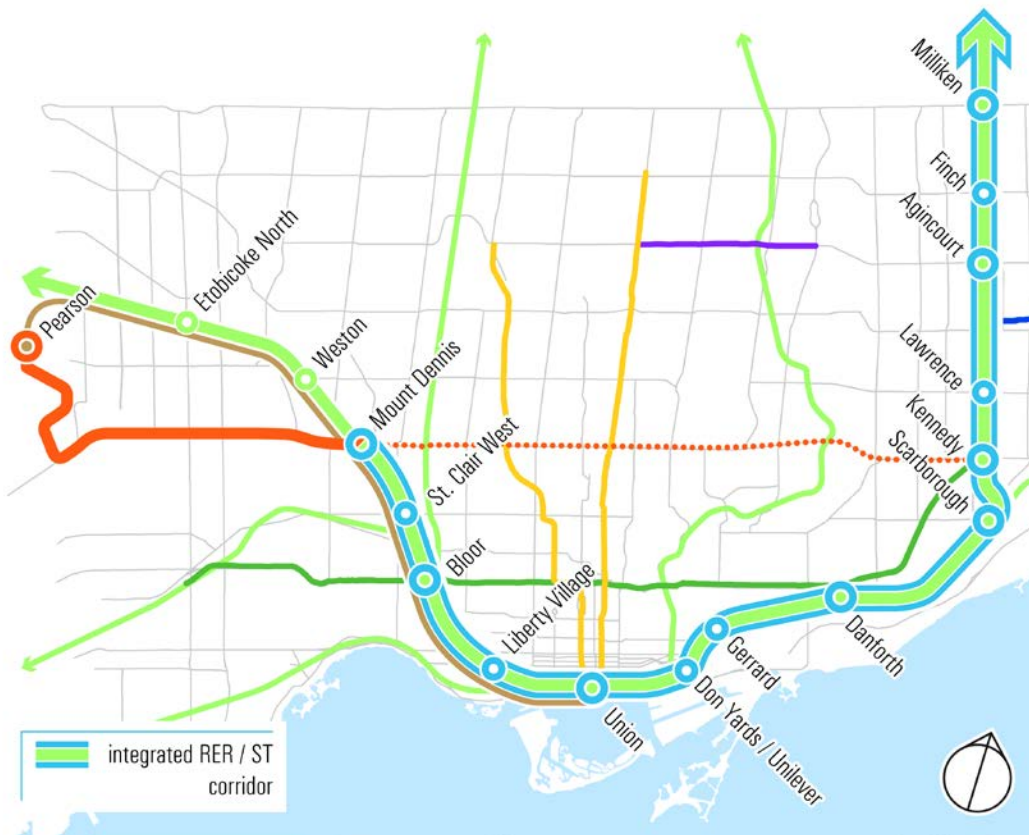 Milliken
Finch
Agincourt
Etobicoke North
Pearson
Weston
Mount Dennis
Lawrence
Kennedy
St. Clair West
Scarborough
Bloor
Liberty Village
Danforth
Gerrard
Don Yards / Unilever
Union
integrated RER / ST
corridor